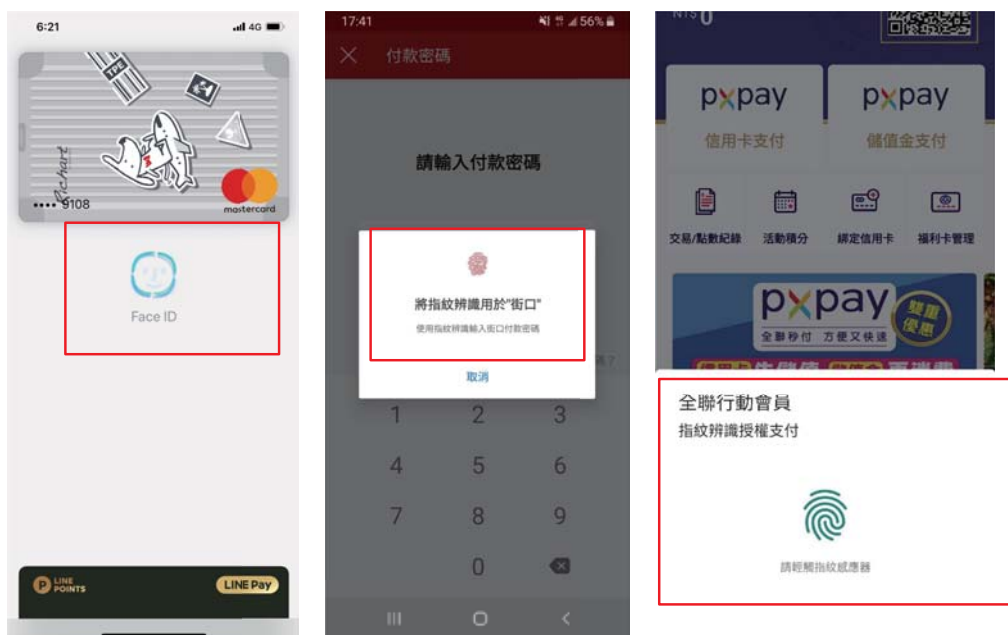 6:21
4G
TPE
Richart
•••• 9108
mastercard
Face ID
P LINE POINTS
LINE Pay
17:41
56%
付款密碼
請輸入付款密碼
將指紋辨識用於"街口"
使用指紋辨識輸入街口付款密碼
碼？
取消
1 2 3
4 5 6
7 8 9
0
NT$ 0
pxpay
信用卡支付
pxpay
儲值金支付
交易/點數紀錄
活動積分
綁定信用卡
福利卡管理
pxpay
全聯秒付 方便又快速
雙重優惠
全聯行動會員
指紋辨識授權支付
請輕觸指紋感應器